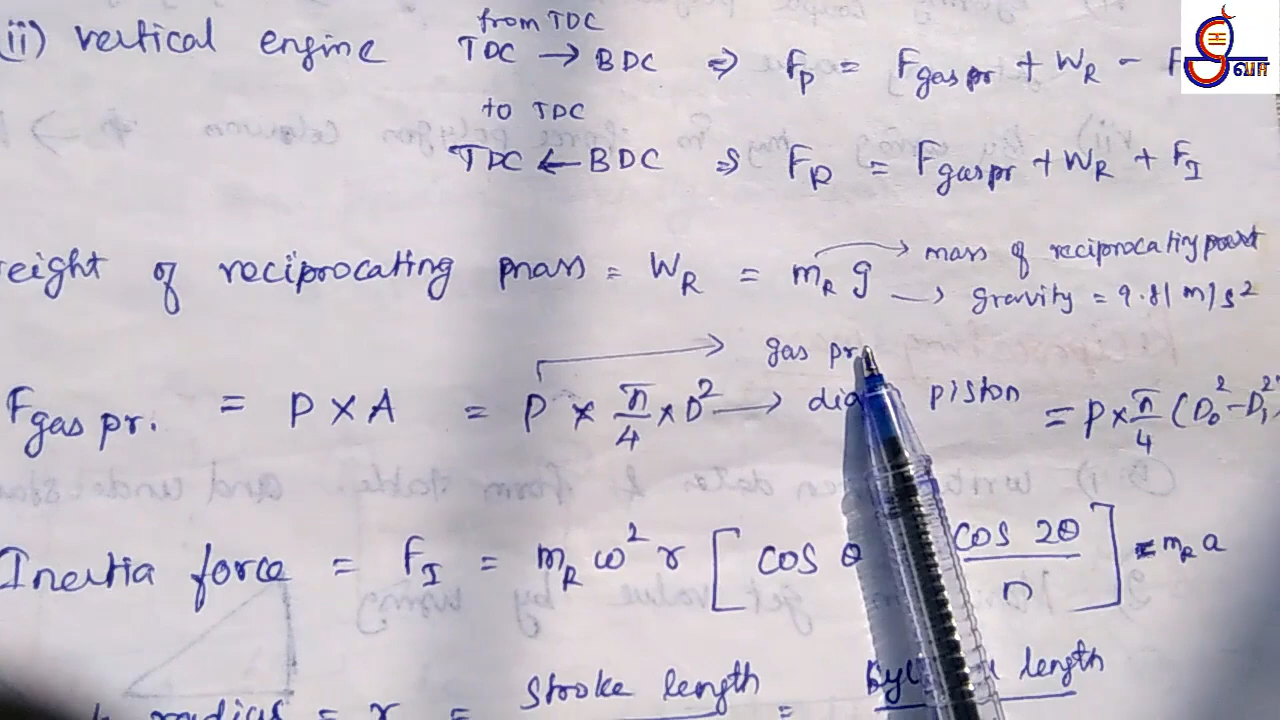 (ii) vertical engine TDC → BDC ⇒ Fp = Fgas pr + WR - F
from TDC
to TDC
TDC ← BDC ⇒ Fp = Fgas pr + WR + FI
eight of reciprocating mass = WR = mR g → mass of reciprocating part
→ gravity = 9.81 m/s²
gas pr
Fgas pr. = P × A = P × π/4 × D² → dia piston = P × π/4 (D₀² - D₁²
Inertia force = FI = mR ω² r [cos θ cos 2θ / n] = mR a
radius = r = stroke length = length
வா